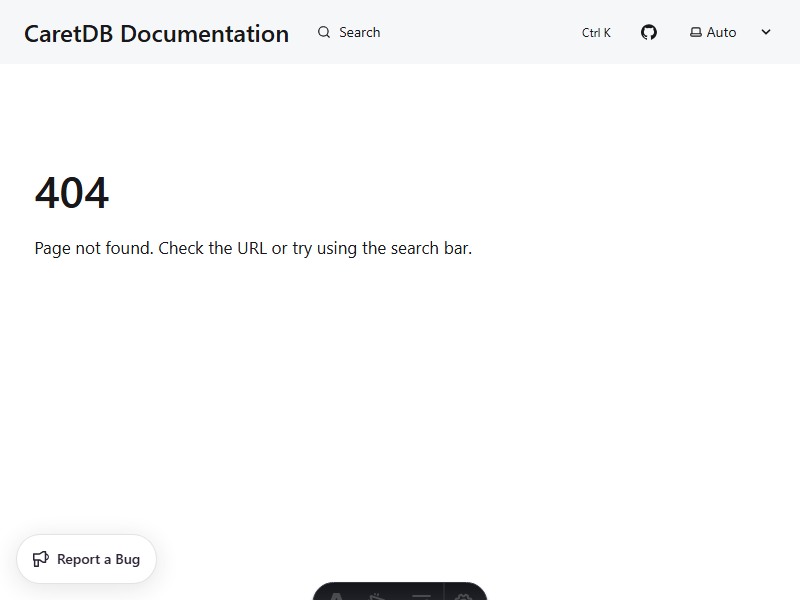 CaretDB Documentation
Search
Ctrl K
Auto
404
Page not found. Check the URL or try using the search bar.
Report a Bug